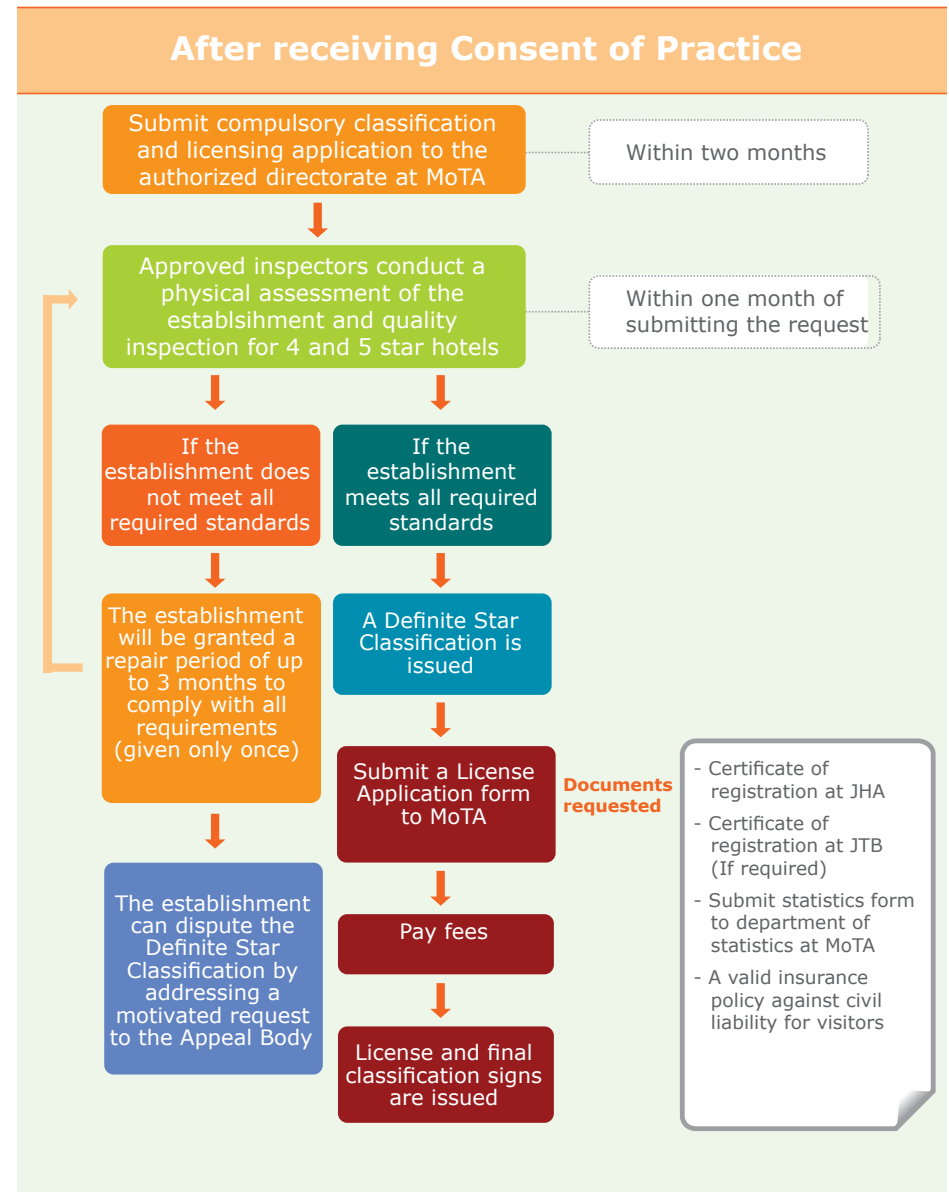 After receiving Consent of Practice
Submit compulsory classification
and licensing application to the
authorized directorate at MoTA
Within two months
Approved inspectors conduct a
physical assessment of the
establsihment and quality
inspection for 4 and 5 star hotels
Within one month of
submitting the request
If the
establishment does
not meet all
required standards
If the
establishment
meets all required
standards
The establishment
will be granted a
repair period of up
to 3 months to
comply with all
requirements
(given only once)
A Definite Star
Classification is
issued
Submit a License
Application form
to MoTA
Documents
requested
- Certificate of
registration at JHA
- Certificate of
registration at JTB
(If required)
- Submit statistics form
to department of
statistics at MoTA
- A valid insurance
policy against civil
liability for visitors
The establishment
can dispute the
Definite Star
Classification by
addressing a
motivated request
to the Appeal Body
Pay fees
License and final
classification signs
are issued